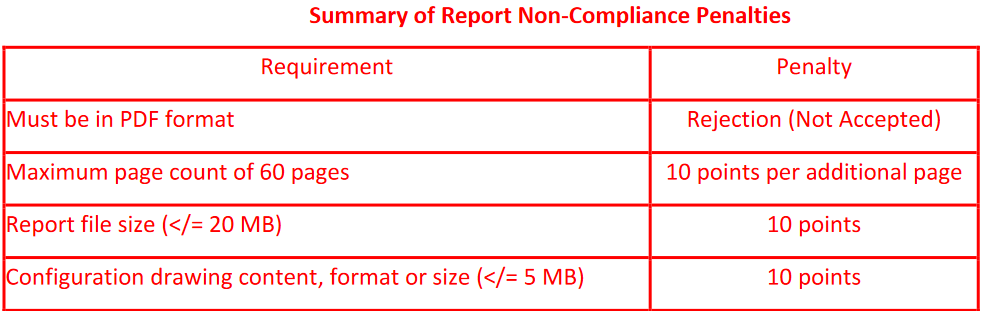 Summary of Report Non-Compliance Penalties
Requirement Penalty
Must be in PDF format Rejection (Not Accepted)
Maximum page count of 60 pages 10 points per additional page
Report file size (</= 20 MB) 10 points
Configuration drawing content, format or size (</= 5 MB) 10 points